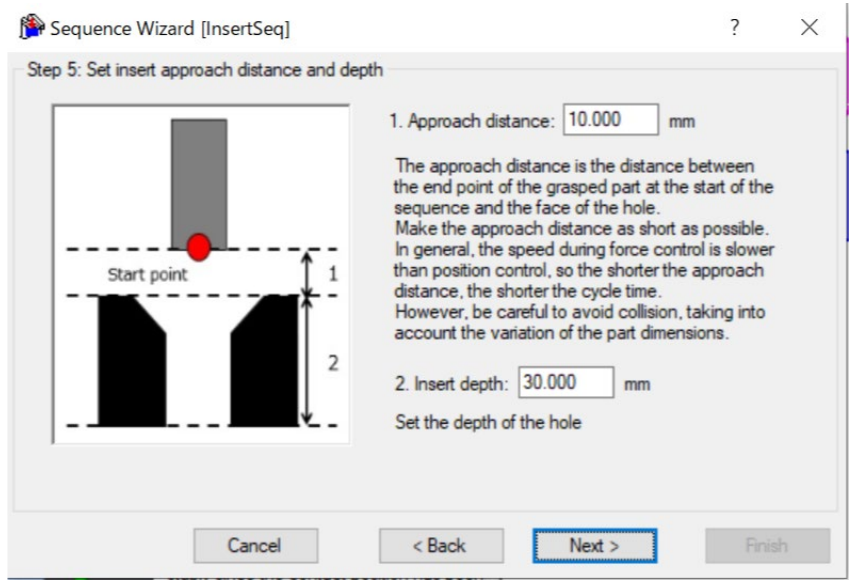 Sequence Wizard [InsertSeq]
?
Step 5: Set insert approach distance and depth
1. Approach distance: 10.000 mm
The approach distance is the distance between
the end point of the grasped part at the start of the
sequence and the face of the hole.
Make the approach distance as short as possible.
In general, the speed during force control is slower
than position control, so the shorter the approach
distance, the shorter the cycle time.
However, be careful to avoid collision, taking into
account the variation of the part dimensions.
Start point
1
2
2. Insert depth: 30.000 mm
Set the depth of the hole
Cancel
< Back
Next >
Finish